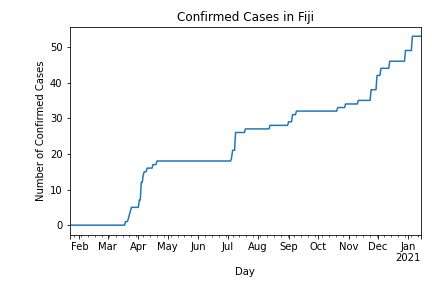 Confirmed Cases in Fiji
Number of Confirmed Cases
50
40
30
20
10
0
Feb Mar Apr May Jun Jul Aug Sep Oct Nov Dec Jan
2021
Day